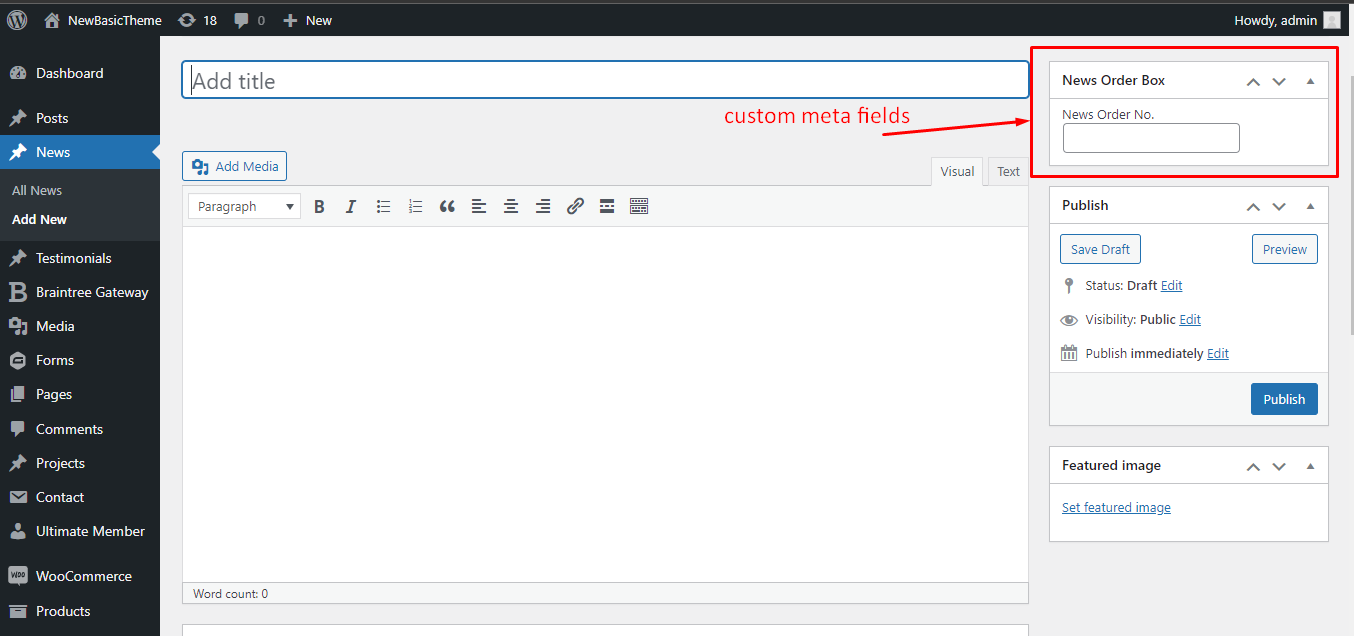 NewBasicTheme 18 0 New Howdy, admin
Dashboard
Posts
News
All News
Add New
Testimonials
Braintree Gateway
Media
Forms
Pages
Comments
Projects
Contact
Ultimate Member
WooCommerce
Products
Add title
custom meta fields
Add Media
Visual Text
Paragraph
Word count: 0
News Order Box
News Order No.
Publish
Save Draft Preview
Status: Draft Edit
Visibility: Public Edit
Publish immediately Edit
Publish
Featured image
Set featured image